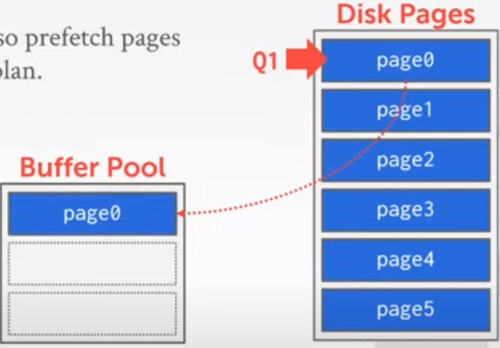 so prefetch pages
plan.
Disk Pages
Q1
page0
page1
page2
page3
page4
page5
Buffer Pool
page0